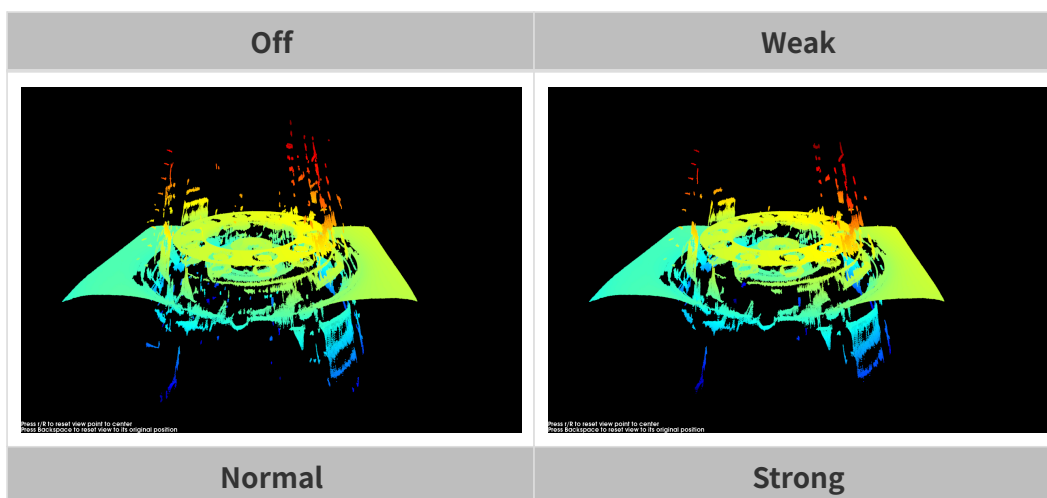 Off
Weak
Press r/R to reset view point to center
Press Backspace to reset view to its original position
Press r/R to reset view point to center
Press Backspace to reset view to its original position
Normal
Strong